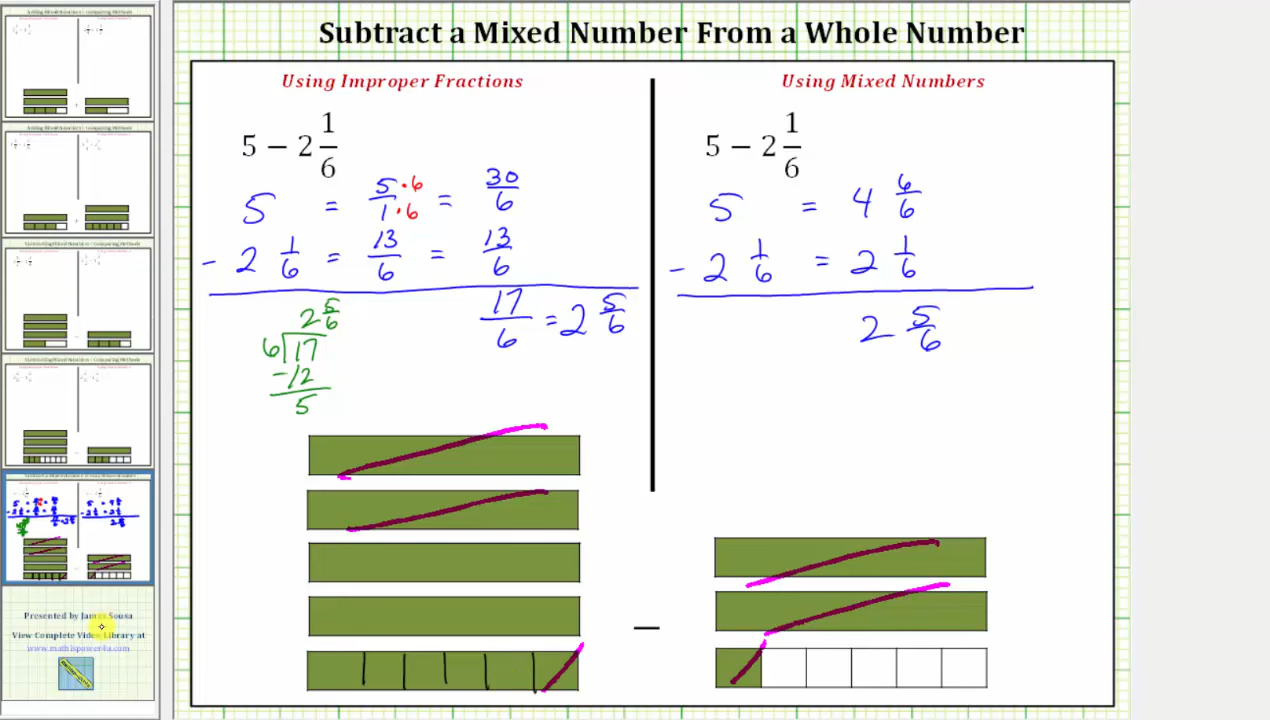 Subtract a Mixed Number From a Whole Number
Using Improper Fractions
5 − 2 1/6
5 = 5/1 ·6/·6 = 30/6
- 2 1/6 = 13/6 = 13/6
17/6 = 2 5/6
2 5/6
6 17
-12
5
−
Using Mixed Numbers
5 − 2 1/6
5 = 4 6/6
- 2 1/6 = 2 1/6
2 5/6
Presented by James Sousa
View Complete Video Library at
www.mathispower4u.com